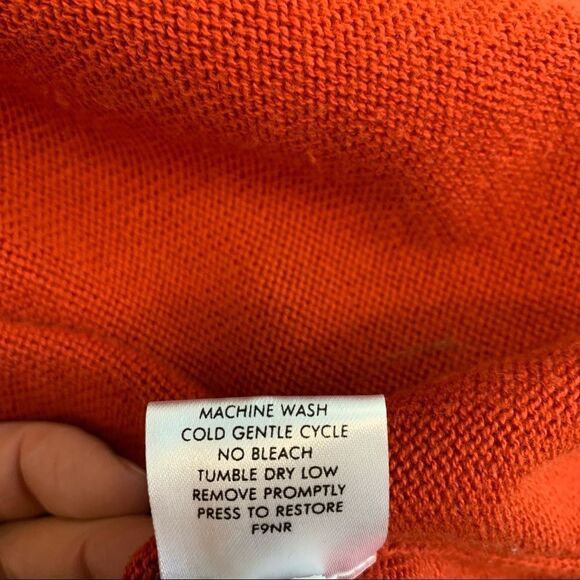 MACHINE WASH
COLD GENTLE CYCLE
NO BLEACH
TUMBLE DRY LOW
REMOVE PROMPTLY
PRESS TO RESTORE
F9NR